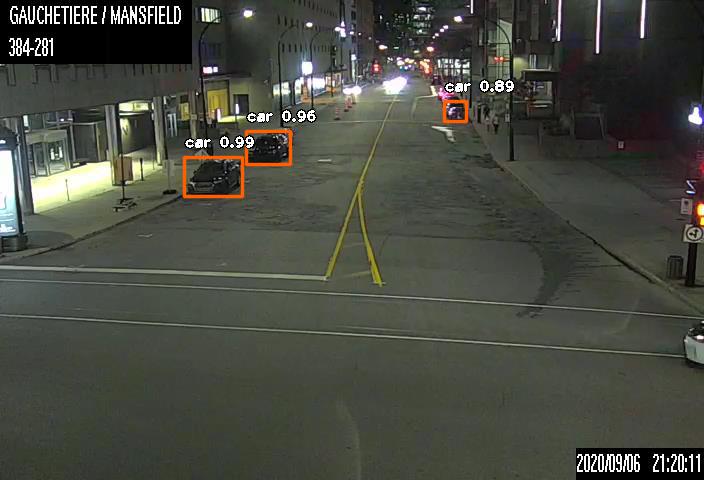 GAUCHETIERE / MANSFIELD
384-281
car 0.89
car 0.96
car 0.99
2020/09/06 21:20:11